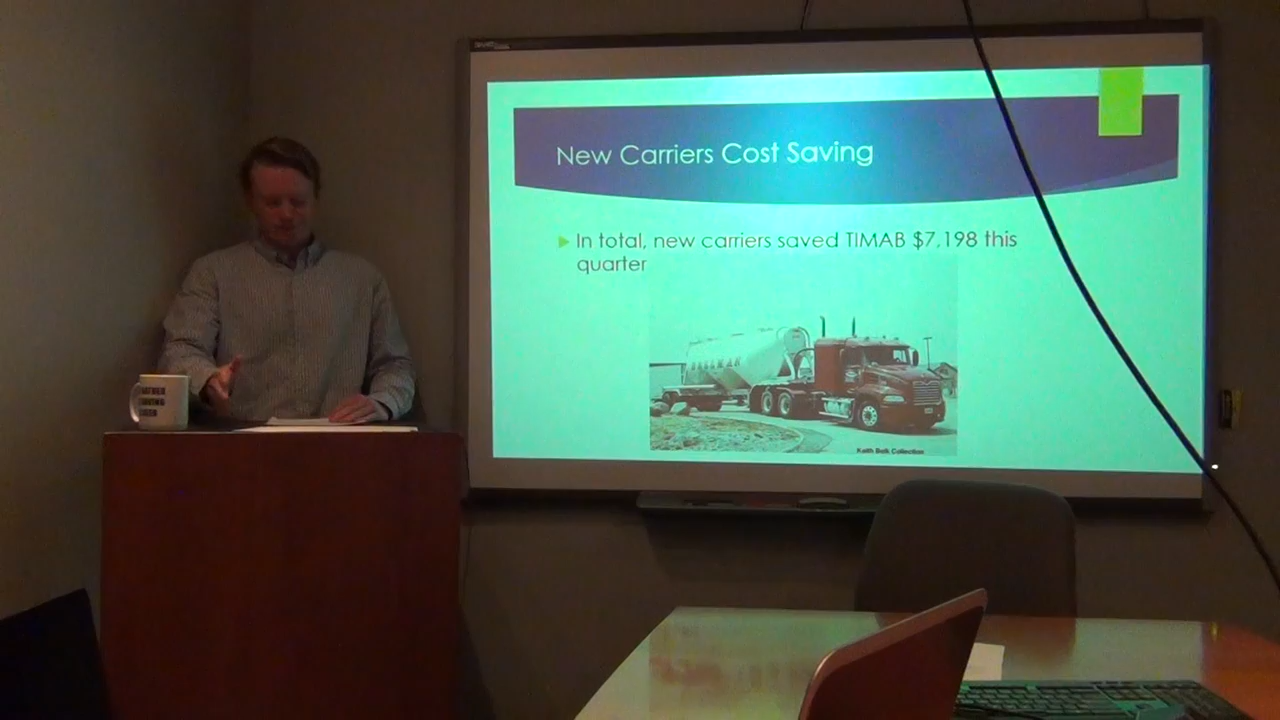 New Carriers Cost Saving
In total, new carriers saved TIMAB $7,198 this
quarter
Keith Belk Collection